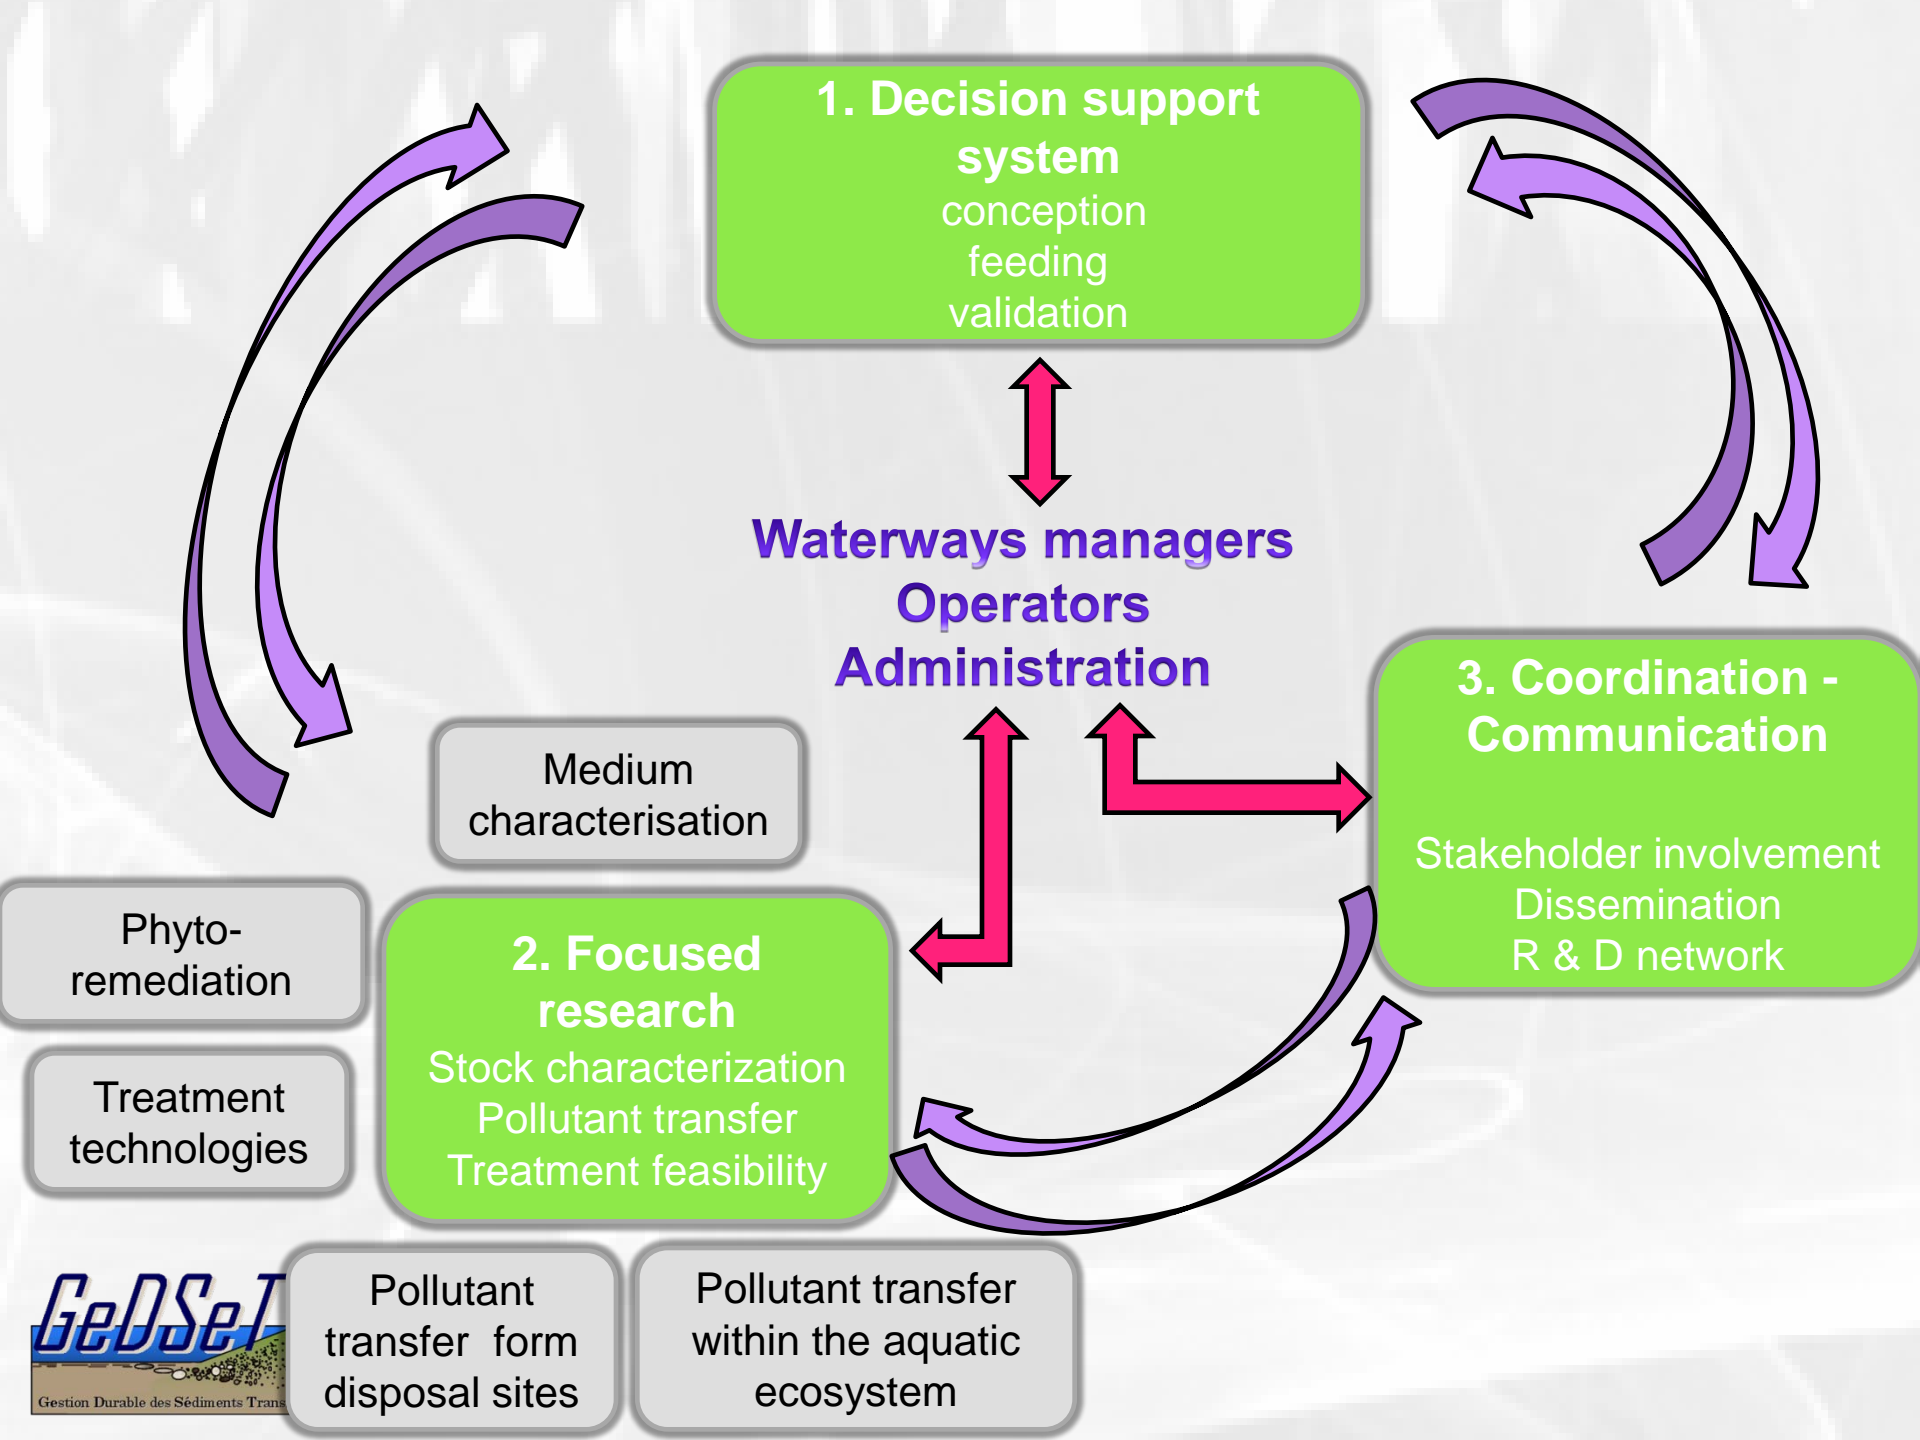 1. Decision support
system
conception
feeding
validation
Waterways managers
Operators
Administration
3. Coordination -
Communication
Stakeholder involvement
Dissemination
R & D network
Medium
characterisation
Phyto-
remediation
2. Focused
research
Stock characterization
Pollutant transfer
Treatment feasibility
Treatment
technologies
Pollutant
transfer  form
disposal sites
Pollutant transfer
within the aquatic
ecosystem
GeDSeT
Gestion Durable des Sédiments Trans